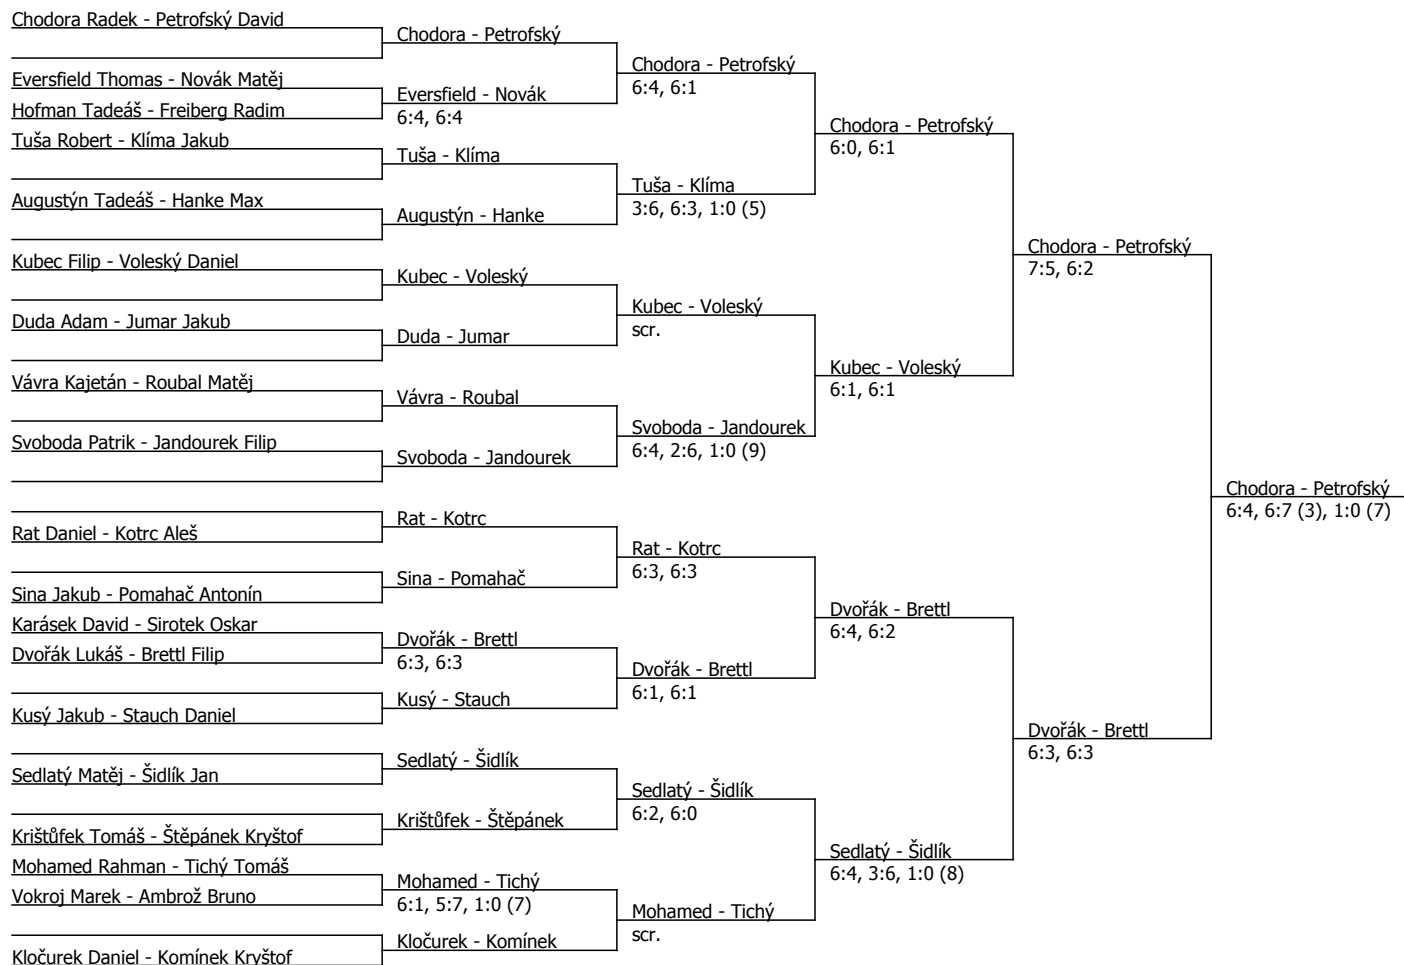 Chodora Radek - Petrofský David
Eversfield Thomas - Novák Matěj
Hofman Tadeáš - Freiberg Radim
Tuša Robert - Klíma Jakub
Augustýn Tadeáš - Hanke Max
Kubec Filip - Voleský Daniel
Duda Adam - Jumar Jakub
Vávra Kajetán - Roubal Matěj
Svoboda Patrik - Jandourek Filip
Rat Daniel - Kotrc Aleš
Sina Jakub - Pomahač Antonín
Karásek David - Sirotek Oskar
Dvořák Lukáš - Brettl Filip
Kusý Jakub - Stauch Daniel
Sedlatý Matěj - Šidlík Jan
Krištůfek Tomáš - Štěpánek Kryštof
Mohamed Rahman - Tichý Tomáš
Vokroj Marek - Ambrož Bruno
Kločurek Daniel - Komínek Kryštof
Chodora - Petrofský
Eversfield - Novák
6:4, 6:4
Tuša - Klíma
Augustýn - Hanke
Kubec - Voleský
Duda - Jumar
Vávra - Roubal
Svoboda - Jandourek
Rat - Kotrc
Sina - Pomahač
Dvořák - Brettl
6:3, 6:3
Kusý - Stauch
Sedlatý - Šidlík
Krištůfek - Štěpánek
Mohamed - Tichý
6:1, 5:7, 1:0 (7)
Kločurek - Komínek
Chodora - Petrofský
6:4, 6:1
Tuša - Klíma
3:6, 6:3, 1:0 (5)
Kubec - Voleský
scr.
Svoboda - Jandourek
6:4, 2:6, 1:0 (9)
Rat - Kotrc
6:3, 6:3
Dvořák - Brettl
6:1, 6:1
Sedlatý - Šidlík
6:2, 6:0
Mohamed - Tichý
scr.
Chodora - Petrofský
6:0, 6:1
Kubec - Voleský
6:1, 6:1
Dvořák - Brettl
6:4, 6:2
Sedlatý - Šidlík
6:4, 3:6, 1:0 (8)
Chodora - Petrofský
7:5, 6:2
Dvořák - Brettl
6:3, 6:3
Chodora - Petrofský
6:4, 6:7 (3), 1:0 (7)